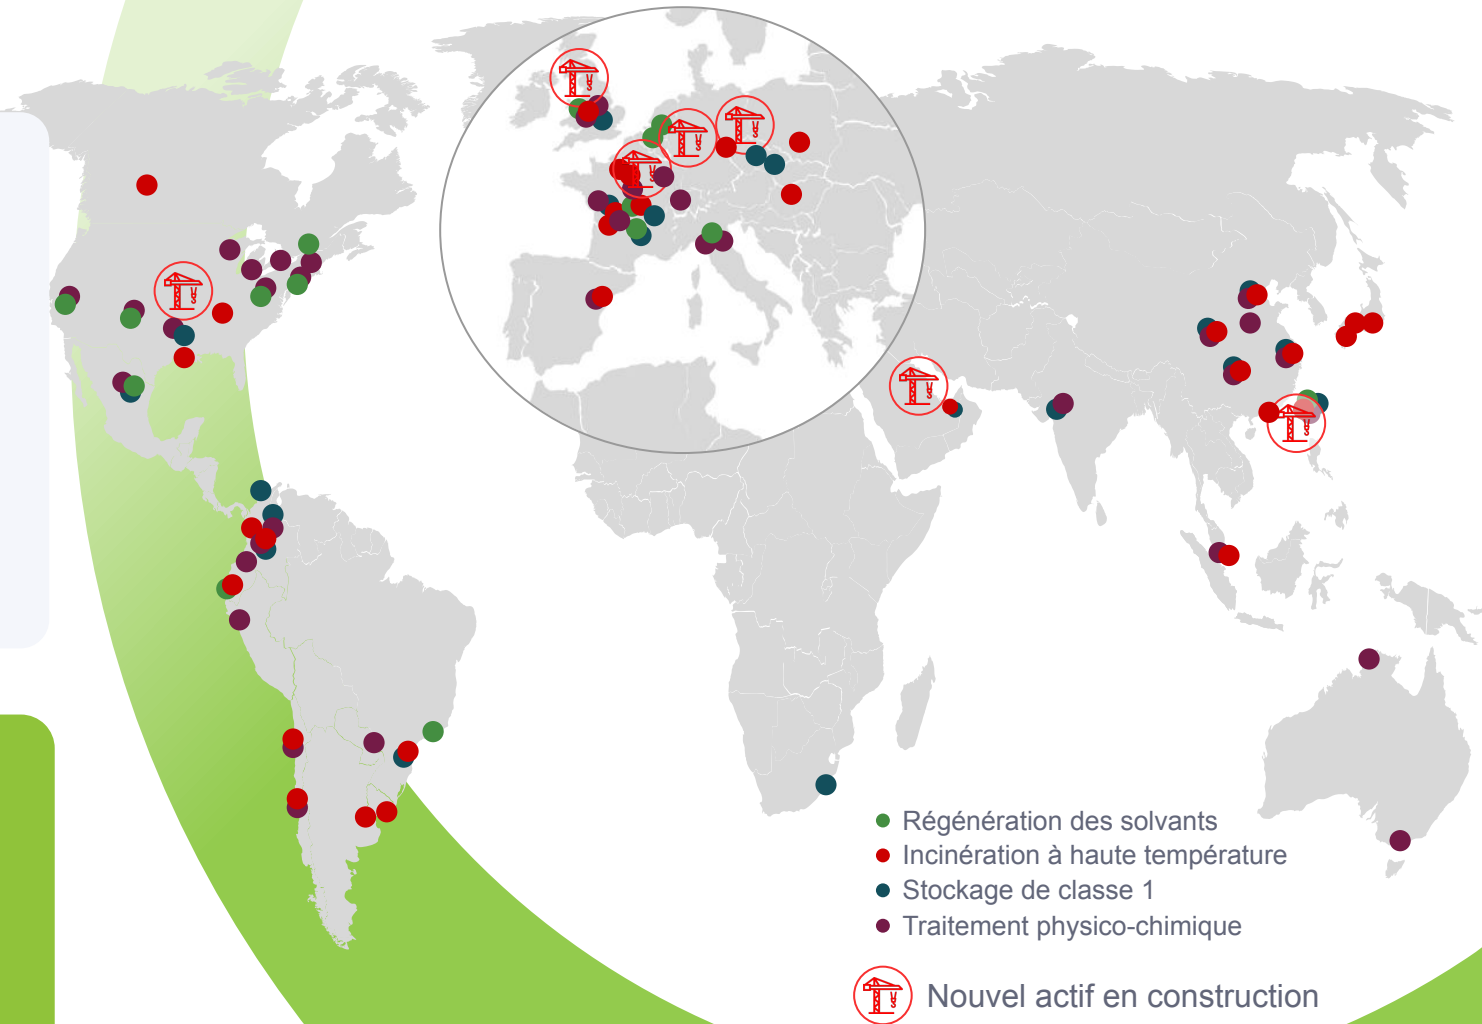 Régénération des solvants
Incinération à haute température
Stockage de classe 1
Traitement physico-chimique
Nouvel actif en construction